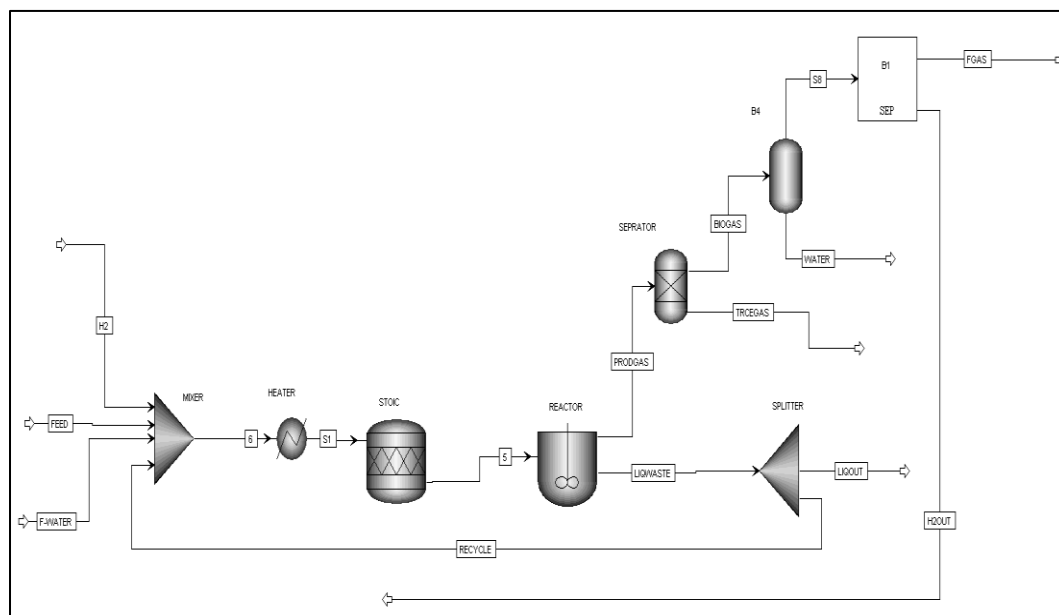 B1
SEP
FGAS
S8
B4
BIOGAS
SEPRATOR
WATER
TRCEGAS
PRODGAS
H2
MIXER
HEATER
STOIC
REACTOR
SPLITTER
FEED
6
S1
5
LIQWASTE
LIQOUT
F-WATER
H2OUT
RECYCLE